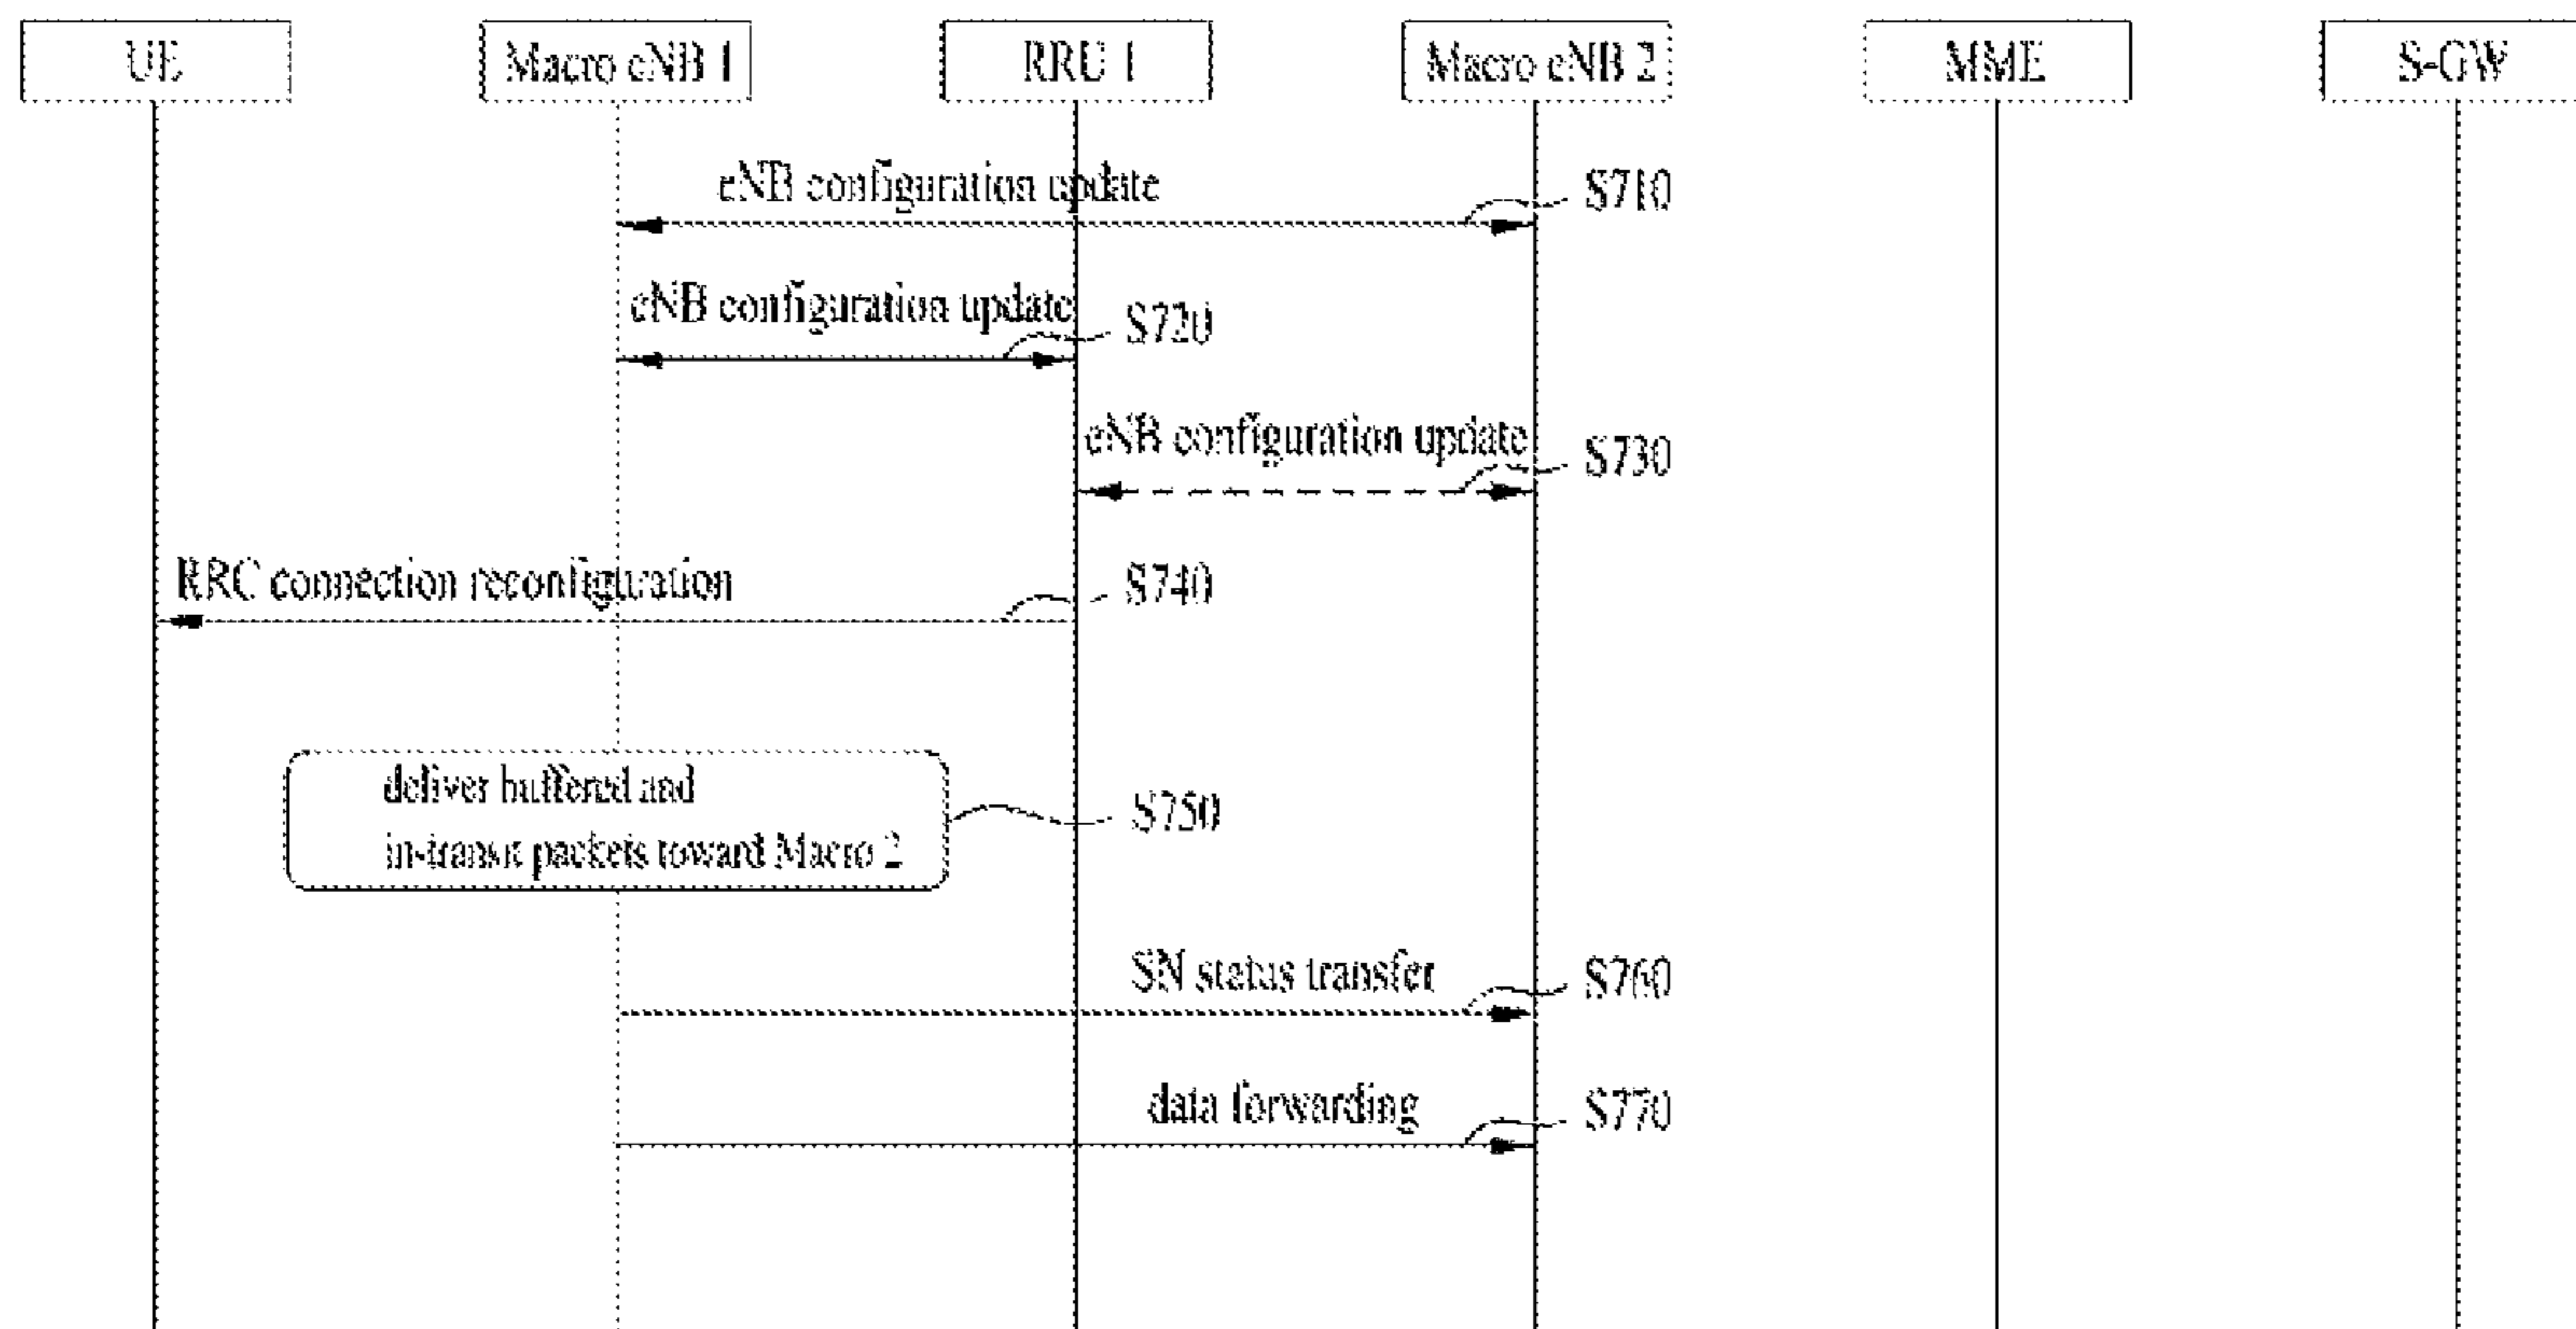 UE
Macro eNB 1
RRU 1
Macro eNB 2
MME
S-GW
eNB configuration update
S710
eNB configuration update
S720
eNB configuration update
S730
RRC connection reconfiguration
S740
deliver buffered and
in-transit packets toward Macro 2
S750
SN status transfer
S760
data forwarding
S770